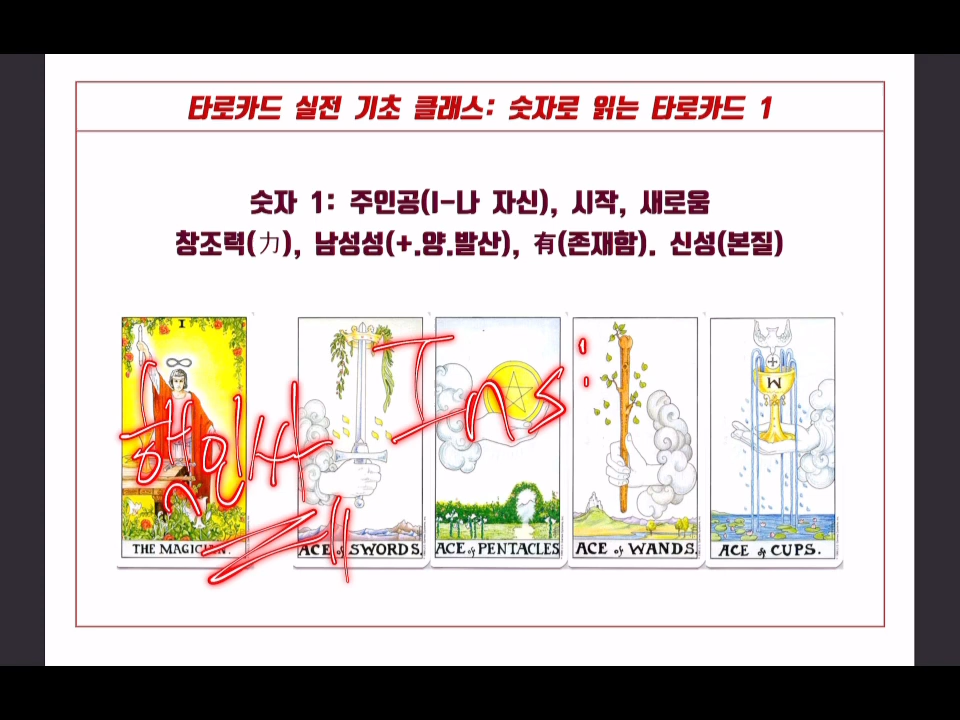 타로카드 실전 기초 클래스: 숫자로 읽는 타로카드 1
숫자 1: 주인공(I-나 자신), 시작, 새로움
창조력(力), 남성성(+.양.발산), 有(존재함). 신성(본질)
I
Ins:
THE MAGICIAN.
ACE of SWORDS.
ACE of PENTACLES
ACE of WANDS.
ACE of CUPS.